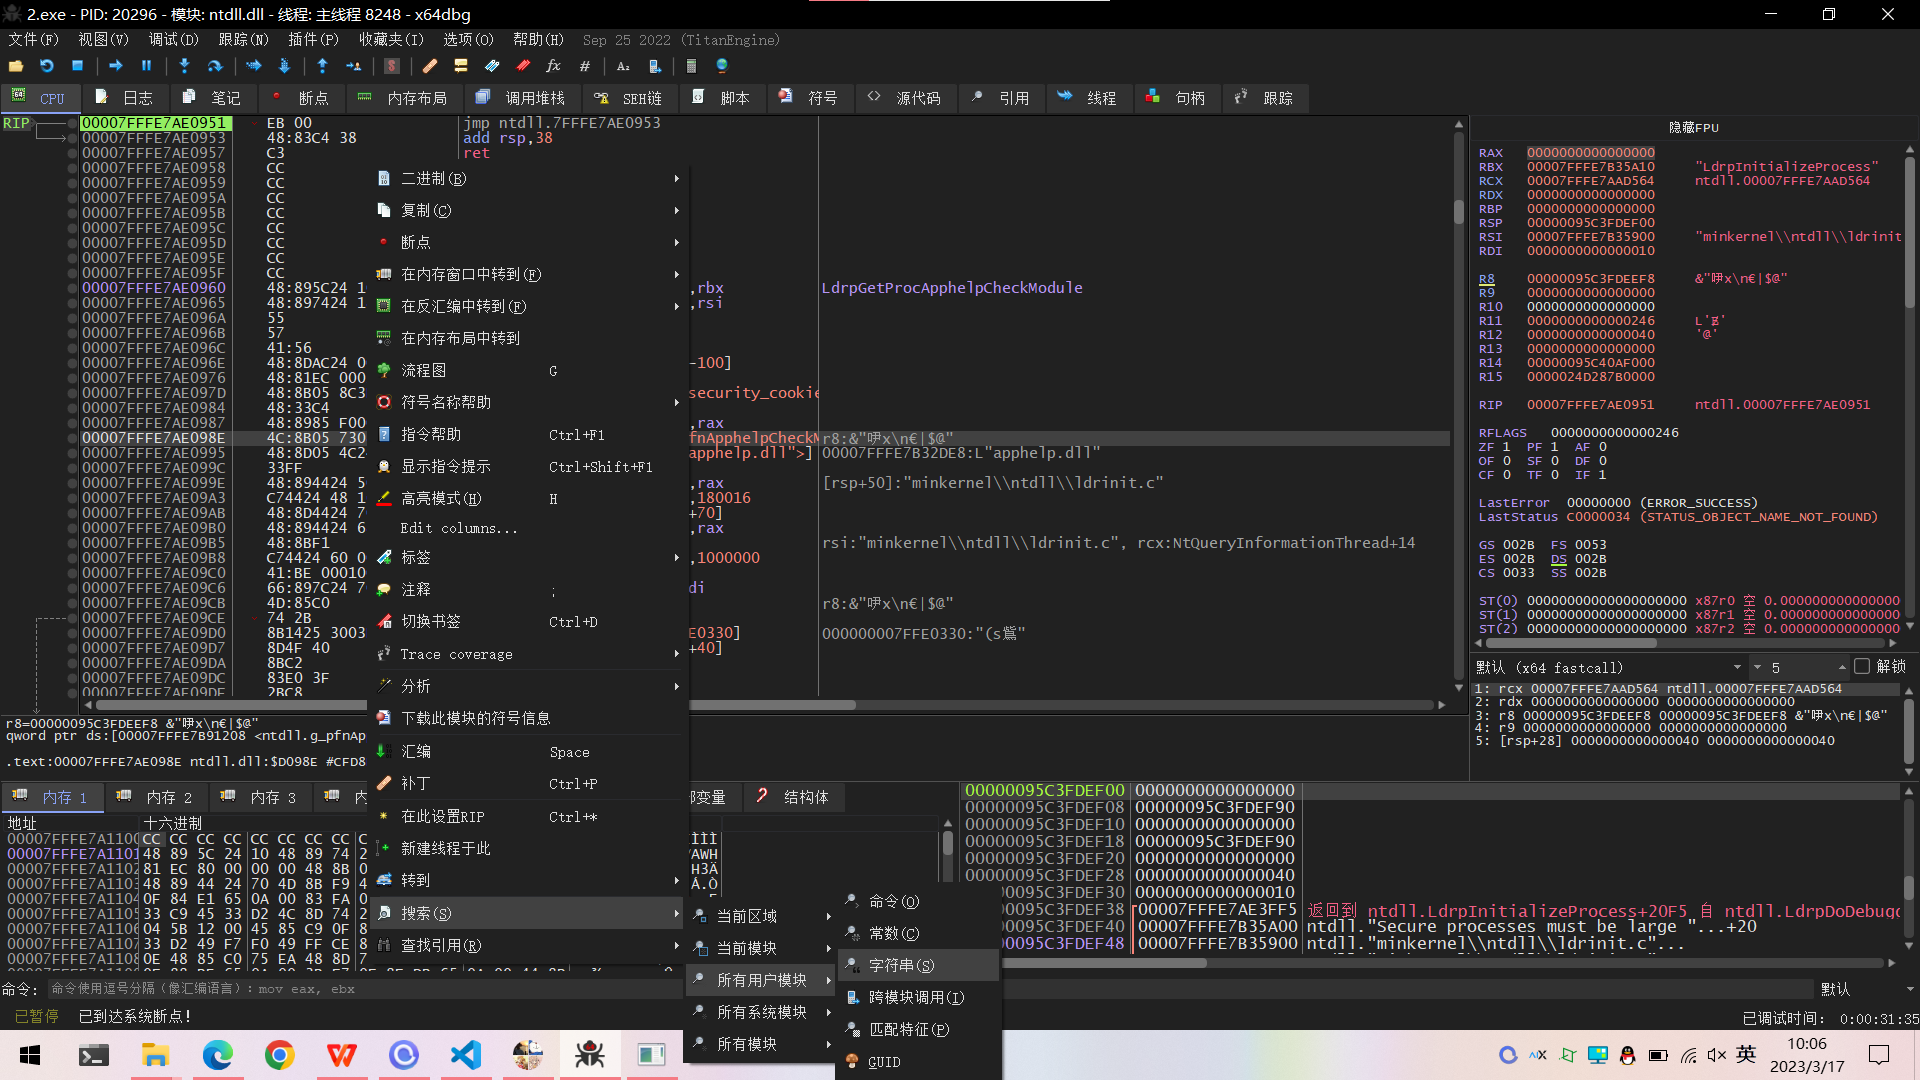 2.exe - PID: 20296 - 模块: ntdll.dll - 线程: 主线程 8248 - x64dbg
文件(F) 视图(V) 调试(D) 跟踪(N) 插件(P) 收藏夹(I) 选项(O) 帮助(H) Sep 25 2022 (TitanEngine)
CPU 日志 笔记 断点 内存布局 调用堆栈 SEH链 脚本 符号 源代码 引用 线程 句柄 跟踪
RIP
00007FFFE7AE0951 EB 00 jmp ntdll.7FFFE7AE0953
00007FFFE7AE0953 48:83C4 38 add rsp,38
00007FFFE7AE0957 C3 ret
00007FFFE7AE0958 CC
00007FFFE7AE0959 CC
00007FFFE7AE095A CC
00007FFFE7AE095B CC
00007FFFE7AE095C CC
00007FFFE7AE095D CC
00007FFFE7AE095E CC
00007FFFE7AE095F CC
00007FFFE7AE0960 48:895C24 1 ,rbx LdrpGetProcApphelpCheckModule
00007FFFE7AE0965 48:897424 1 ,rsi
00007FFFE7AE096A 55
00007FFFE7AE096B 57
00007FFFE7AE096C 41:56
00007FFFE7AE096E 48:8DAC24 0 -100]
00007FFFE7AE0976 48:81EC 000
00007FFFE7AE097D 48:8B05 8C3 security_cookie
00007FFFE7AE0984 48:33C4
00007FFFE7AE0987 48:8985 F00 ,rax
00007FFFE7AE098E 4C:8B05 730 fnApphelpCheckM r8:&"咿x\n€|$@"
00007FFFE7AE0995 48:8D05 4C2 apphelp.dll">] 00007FFFE7B32DE8:L"apphelp.dll"
00007FFFE7AE099C 33FF
00007FFFE7AE099E 48:894424 5 ,rax [rsp+50]:"minkernel\\ntdll\\ldrinit.c"
00007FFFE7AE09A3 C74424 48 1 ,180016
00007FFFE7AE09AB 48:8D4424 7 +70]
00007FFFE7AE09B0 48:894424 6 ,rax
00007FFFE7AE09B5 48:8BF1 rsi:"minkernel\\ntdll\\ldrinit.c", rcx:NtQueryInformationThread+14
00007FFFE7AE09B8 C74424 60 0 ,1000000
00007FFFE7AE09C0 41:BE 00010
00007FFFE7AE09C6 66:897C24 7 di
00007FFFE7AE09CB 4D:85C0 r8:&"咿x\n€|$@"
00007FFFE7AE09CE 74 2B
00007FFFE7AE09D0 8B1425 3003 E0330] 000000007FFE0330:"(s
00007FFFE7AE09D7 8D4F 40 +40]
00007FFFE7AE09DA 8BC2
00007FFFE7AE09DC 83E0 3F
00007FFFE7AE09DF 2BC8
二进制(B)
复制(C)
断点
在内存窗口中转到(F)
在反汇编中转到(F)
在内存布局中转到
流程图 G
符号名称帮助
指令帮助 Ctrl+F1
显示指令提示 Ctrl+Shift+F1
高亮模式(H) H
Edit columns...
标签
注释 ;
切换书签 Ctrl+D
Trace coverage
分析
下载此模块的符号信息
汇编 Space
补丁 Ctrl+P
在此设置RIP Ctrl+*
新建线程于此
转到
搜索(S)
查找引用(R)
当前区域
当前模块
所有用户模块
所有系统模块
所有模块
命令(O)
常数(C)
字符串(S)
跨模块调用(I)
匹配特征(P)
GUID
隐藏FPU
RAX 0000000000000000
RBX 00007FFFE7B35A10 "LdrpInitializeProcess"
RCX 00007FFFE7AAD564 ntdll.00007FFFE7AAD564
RDX 0000000000000000
RBP 0000000000000000
RSP 00000095C3FDEF00
RSI 00007FFFE7B35900 "minkernel\\ntdll\\ldrinit
RDI 0000000000000010
R8 00000095C3FDEEF8 &"咿x\n€|$@"
R9 0000000000000000
R10 0000000000000000
R11 0000000000000246
R12 0000000000000040 '@'
R13 0000000000000000
R14 00000095C40AF000
R15 0000024D287B0000
RIP 00007FFFE7AE0951 ntdll.00007FFFE7AE0951
RFLAGS 0000000000000246
ZF 1 PF 1 AF 0
OF 0 SF 0 DF 0
CF 0 TF 0 IF 1
LastError 00000000 (ERROR_SUCCESS)
LastStatus C0000034 (STATUS_OBJECT_NAME_NOT_FOUND)
GS 002B FS 0053
ES 002B DS 002B
CS 0033 SS 002B
ST(0) 00000000000000000000 x87r0 空 0.000000000000000
ST(1) 00000000000000000000 x87r1 空 0.000000000000000
ST(2) 00000000000000000000 x87r2 空 0.000000000000000
默认 (x64 fastcall) 5 解锁
1: rcx 00007FFFE7AAD564 ntdll.00007FFFE7AAD564
2: rdx 0000000000000000 0000000000000000
3: r8 00000095C3FDEEF8 00000095C3FDEEF8 &"咿x\n€|$@"
4: r9 0000000000000000 0000000000000000
5: [rsp+28] 0000000000000040 0000000000000040
r8=00000095C3FDEEF8 &"咿x\n€|$@"
qword ptr ds:[00007FFFE7B91208 <ntdll.g_pfnAp
.text:00007FFFE7AE098E ntdll.dll:$D098E #CFD8
内存 1 内存 2 内存 3 内 部变量 结构体
地址 十六进制
00007FFFE7A1100 CC CC CC CC CC CC CC CC
00007FFFE7A1101 48 89 5C 24 10 48 89 74 2
00007FFFE7A1102 81 EC 80 00 00 00 48 8B 0
00007FFFE7A1103 48 89 44 24 70 4D 8B F9 4
00007FFFE7A1104 0F 84 E1 65 0A 00 83 FA 0
00007FFFE7A1105 33 C9 45 33 D2 4C 8D 74 2
00007FFFE7A1106 04 5B 12 00 45 85 C9 0F 8
00007FFFE7A1107 33 D2 49 F7 F0 49 FF CE 8
00007FFFE7A1108 0E 48 85 C0 75 EA 48 8D 7
00000095C3FDEF00 0000000000000000
00000095C3FDEF08 00000095C3FDEF90
00000095C3FDEF10 0000000000000000
00000095C3FDEF18 00000095C3FDEF90
00000095C3FDEF20 0000000000000000
00000095C3FDEF28 0000000000000040
00000095C3FDEF30 0000000000000010
00000095C3FDEF38 00007FFFE7AE3FF5 返回到 ntdll.LdrpInitializeProcess+20F5 自 ntdll.LdrpDoDebugg
00000095C3FDEF40 00007FFFE7B35A00 ntdll."Secure processes must be large "...+20
00000095C3FDEF48 00007FFFE7B35900 ntdll."minkernel\\ntdll\\ldrinit.c"...
命令: 命令使用逗号分隔（像汇编语言）: mov eax, ebx 默认
已暂停 已到达系统断点! 已调试时间: 0:00:31:35
英 10:06
2023/3/17